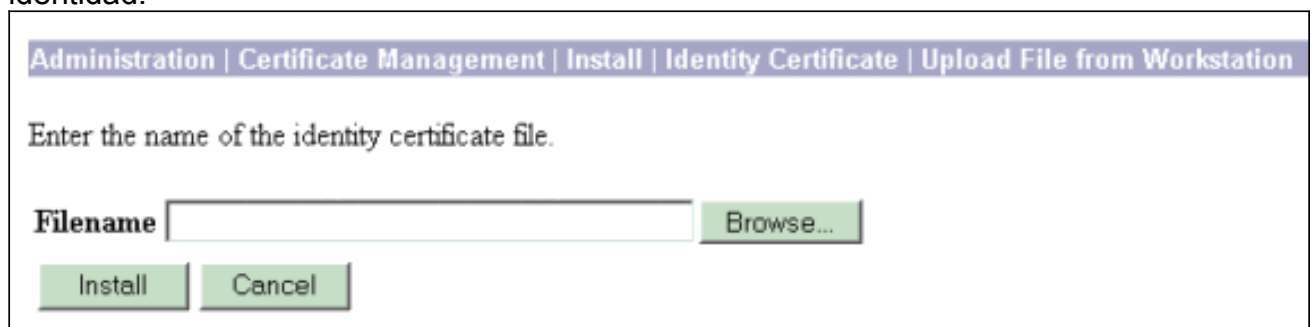 identidad.
Administration | Certificate Management | Install | Identity Certificate | Upload File from Workstation
Enter the name of the identity certificate file.
Filename Browse...
Install Cancel